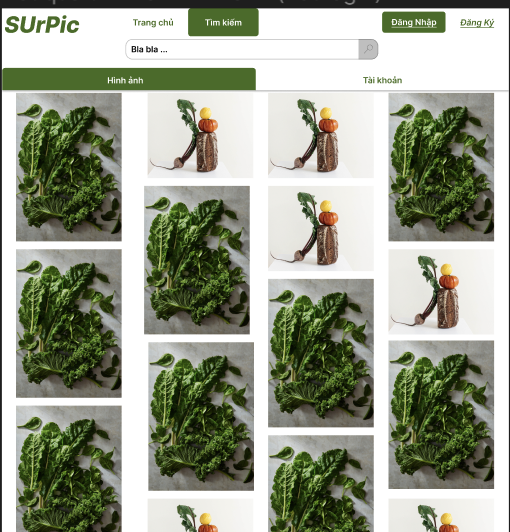 SUrPic
Trang chủ
Tìm kiếm
Đăng Nhập
Đăng Ký
Bla bla ...
Hình ảnh
Tài khoản